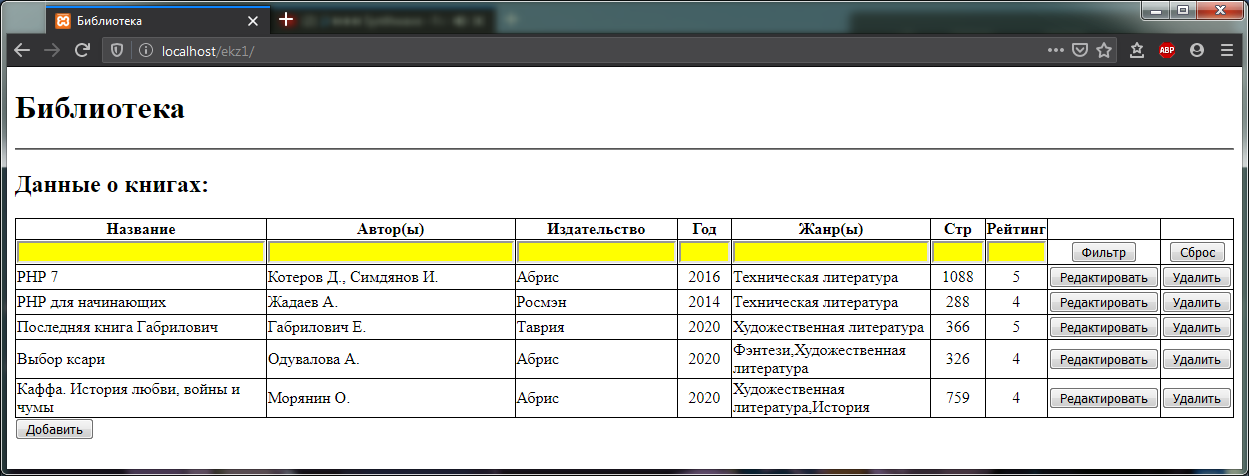 Библиотека
localhost/ekz1/
ABP
Библиотека
Данные о книгах:
Название Автор(ы) Издательство Год Жанр(ы) Стр Рейтинг
Фильтр Сброс
PHP 7 Котеров Д., Симдянов И. Абрис 2016 Техническая литература 1088 5 Редактировать Удалить
PHP для начинающих Жадаев А. Росмэн 2014 Техническая литература 288 4 Редактировать Удалить
Последняя книга Габрилович Габрилович Е. Таврия 2020 Художественная литература 366 5 Редактировать Удалить
Выбор ксари Одувалова А. Абрис 2020 Фэнтези,Художественная
литература 326 4 Редактировать Удалить
Каффа. История любви, войны и
чумы Морянин О. Абрис 2020 Художественная
литература,История 759 4 Редактировать Удалить
Добавить